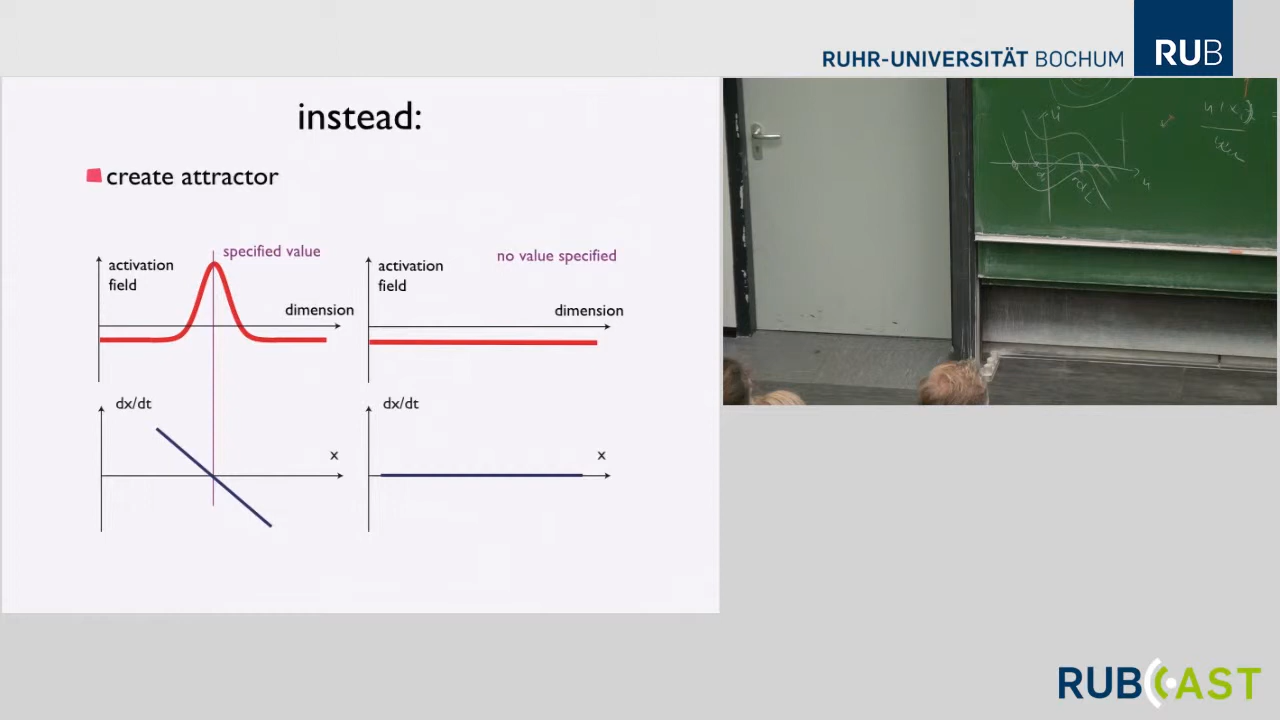 RUHR-UNIVERSITÄT BOCHUM
RUB
instead:
create attractor
specified value
activation
field
dimension
no value specified
activation
field
dimension
dx/dt
x
dx/dt
x
RUBCAST